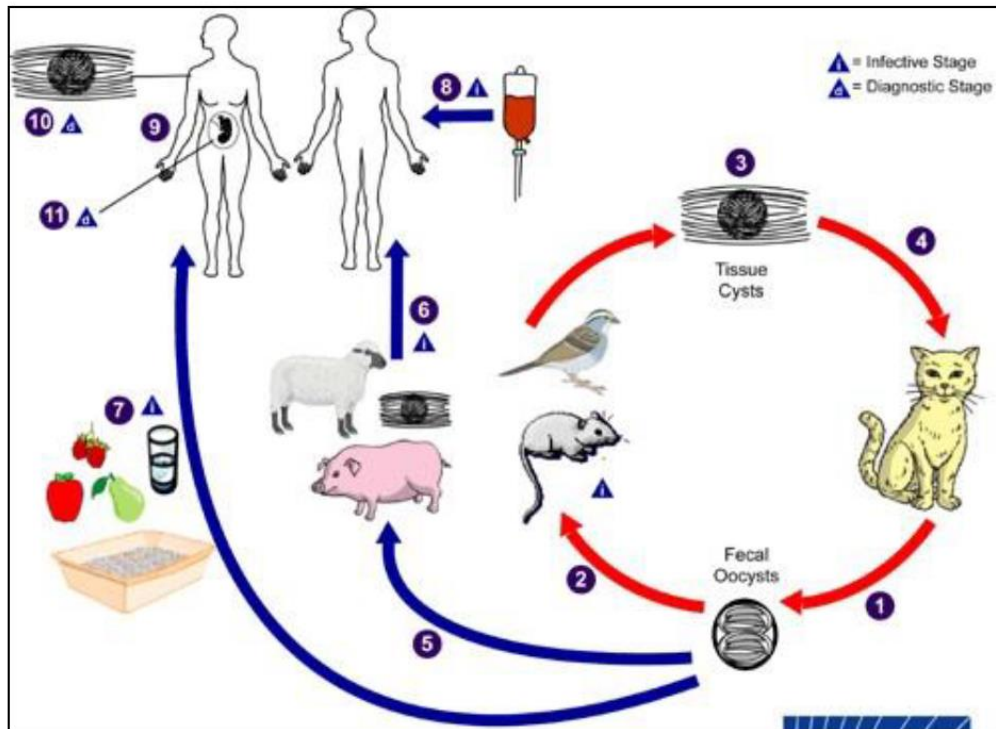 i = Infective Stage
d = Diagnostic Stage
10 d
9
8 i
11 d
3
Tissue
Cysts
4
6
i
7 i
i
Fecal
Oocysts
2
1
5